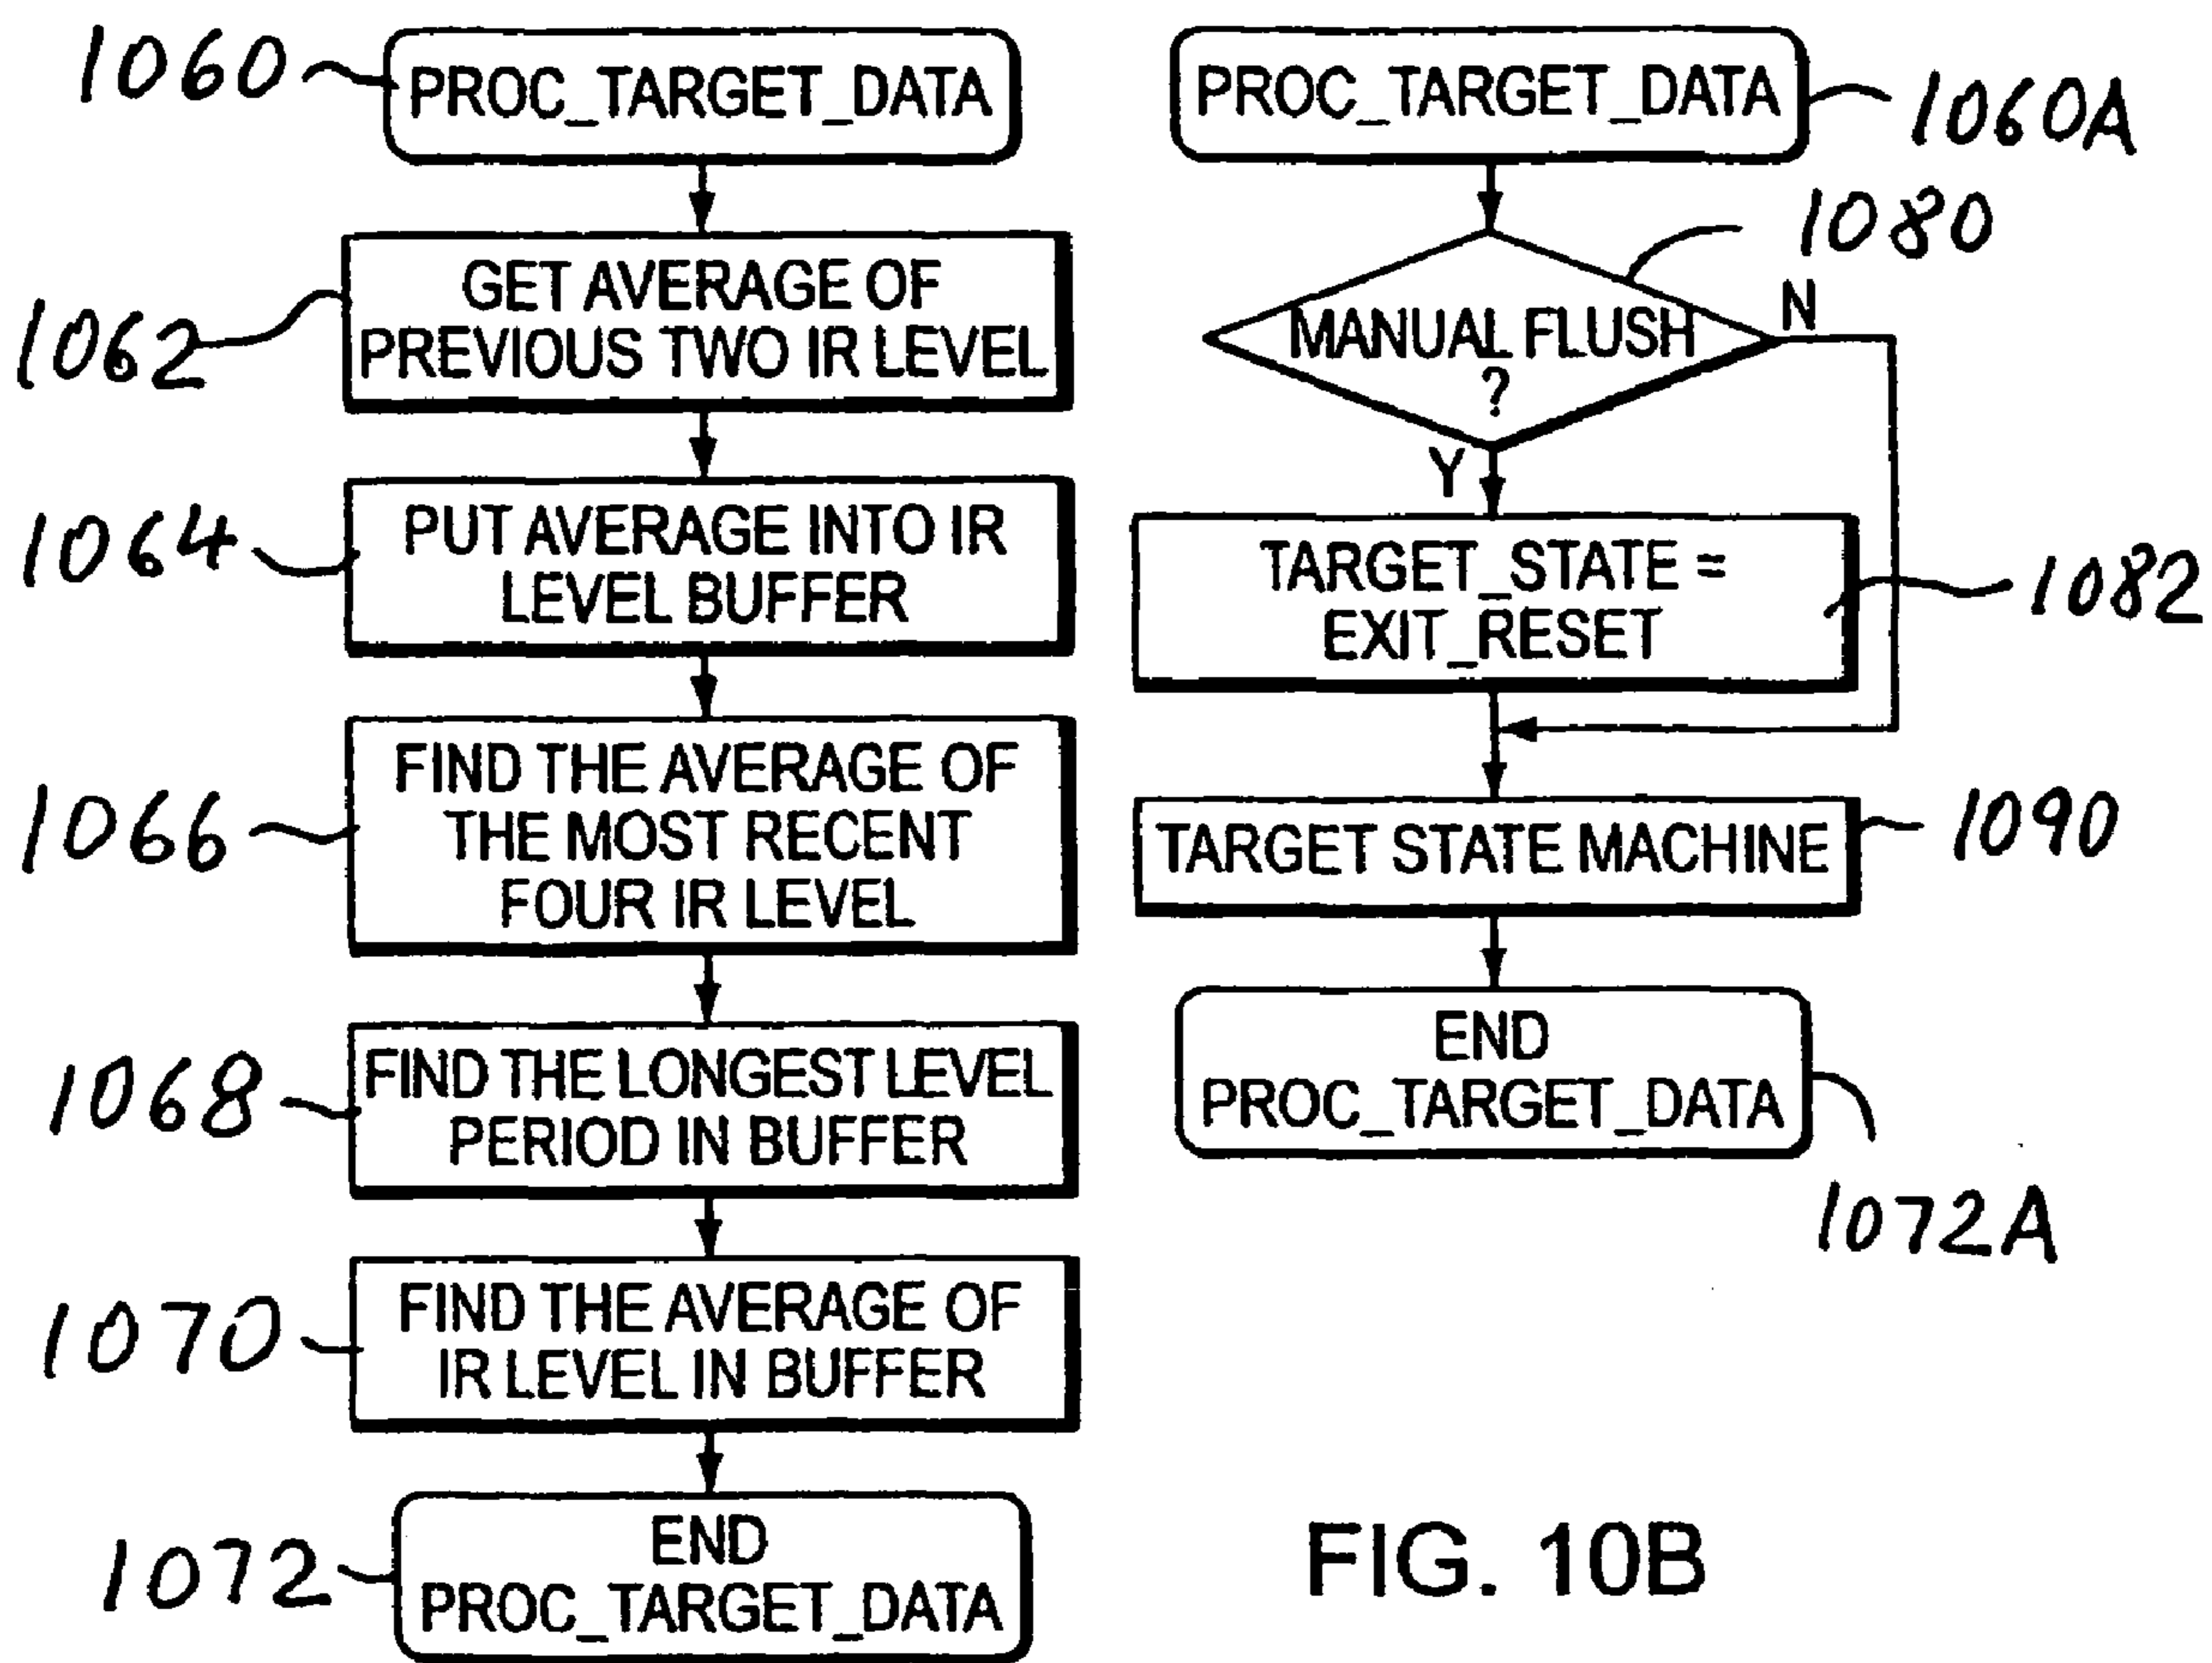 1060
PROC_TARGET_DATA
1062
GET AVERAGE OF
PREVIOUS TWO IR LEVEL
1064
PUT AVERAGE INTO IR
LEVEL BUFFER
1066
FIND THE AVERAGE OF
THE MOST RECENT
FOUR IR LEVEL
1068
FIND THE LONGEST LEVEL
PERIOD IN BUFFER
1070
FIND THE AVERAGE OF
IR LEVEL IN BUFFER
1072
END
PROC_TARGET_DATA
PROC_TARGET_DATA
1060A
1080
MANUAL FLUSH
?
N
Y
TARGET_STATE =
EXIT_RESET
1082
TARGET STATE MACHINE
1090
END
PROC_TARGET_DATA
1072A
FIG. 10B